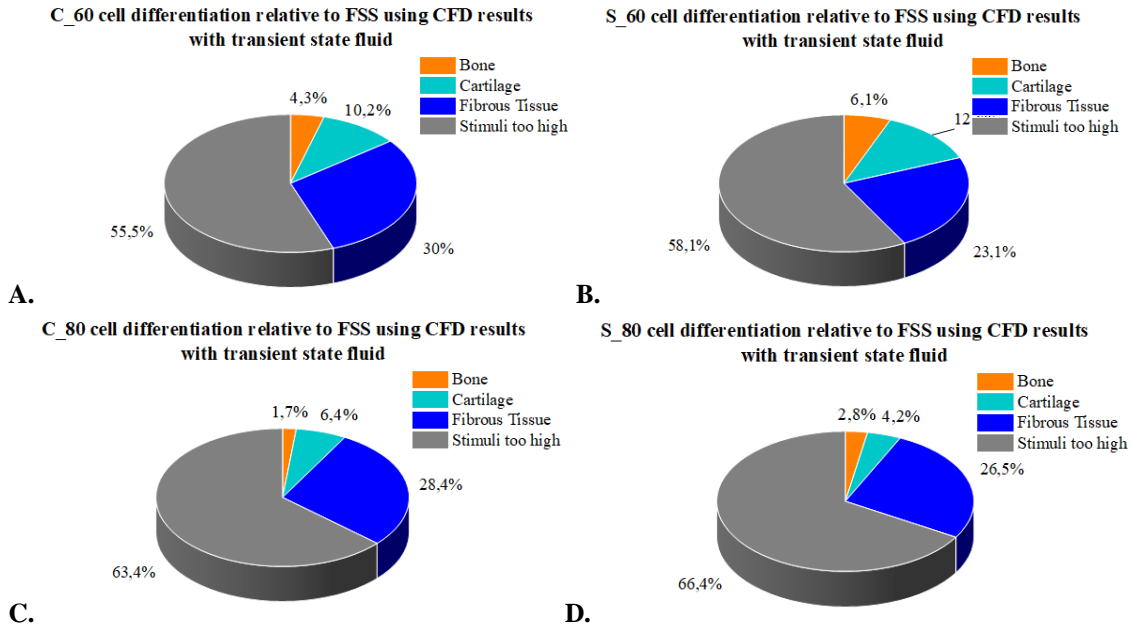 C_60 cell differentiation relative to FSS using CFD results
with transient state fluid
Bone
Cartilage
Fibrous Tissue
Stimuli too high
4,3%
10,2%
55,5%
30%
A.
S_60 cell differentiation relative to FSS using CFD results
with transient state fluid
Bone
Cartilage
Fibrous Tissue
Stimuli too high
6,1%
12
58,1%
23,1%
B.
C_80 cell differentiation relative to FSS using CFD results
with transient state fluid
Bone
Cartilage
Fibrous Tissue
Stimuli too high
1,7%
6,4%
28,4%
63,4%
C.
S_80 cell differentiation relative to FSS using CFD results
with transient state fluid
Bone
Cartilage
Fibrous Tissue
Stimuli too high
2,8%
4,2%
26,5%
66,4%
D.